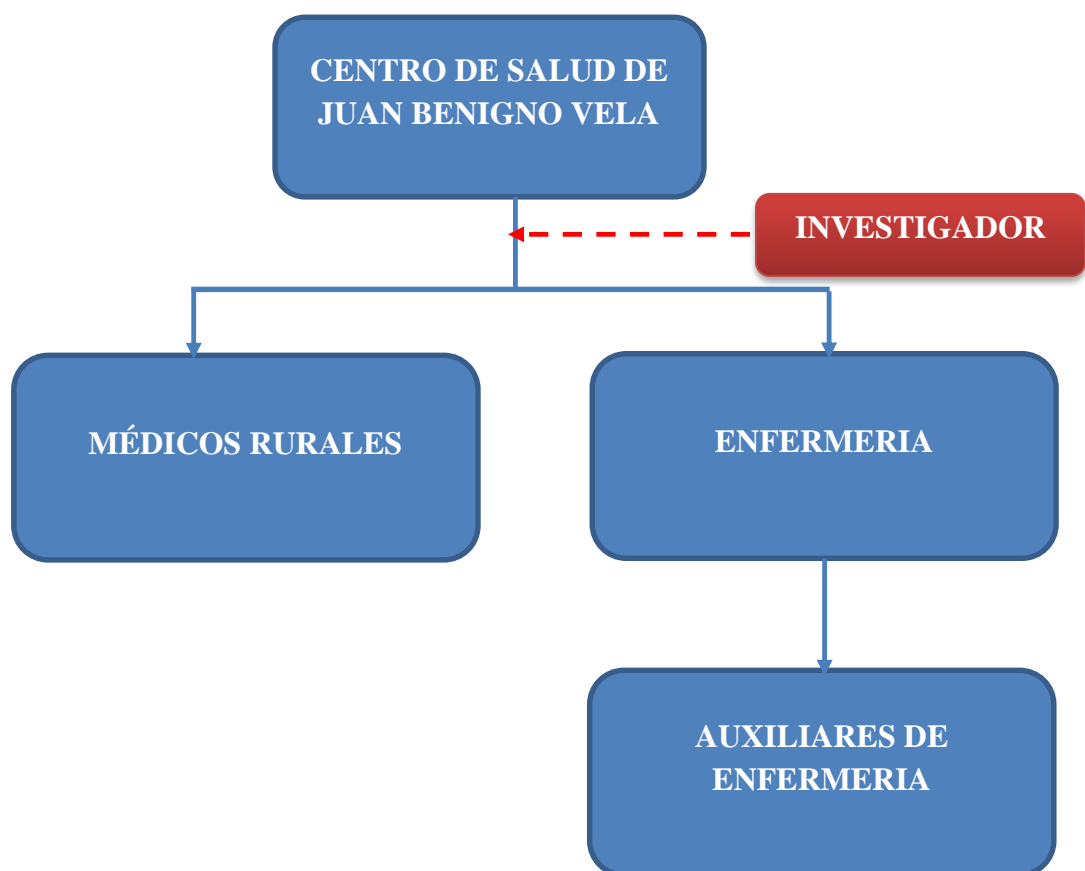 CENTRO DE SALUD DE
JUAN BENIGNO VELA
INVESTIGADOR
MÉDICOS RURALES
ENFERMERIA
AUXILIARES DE
ENFERMERIA